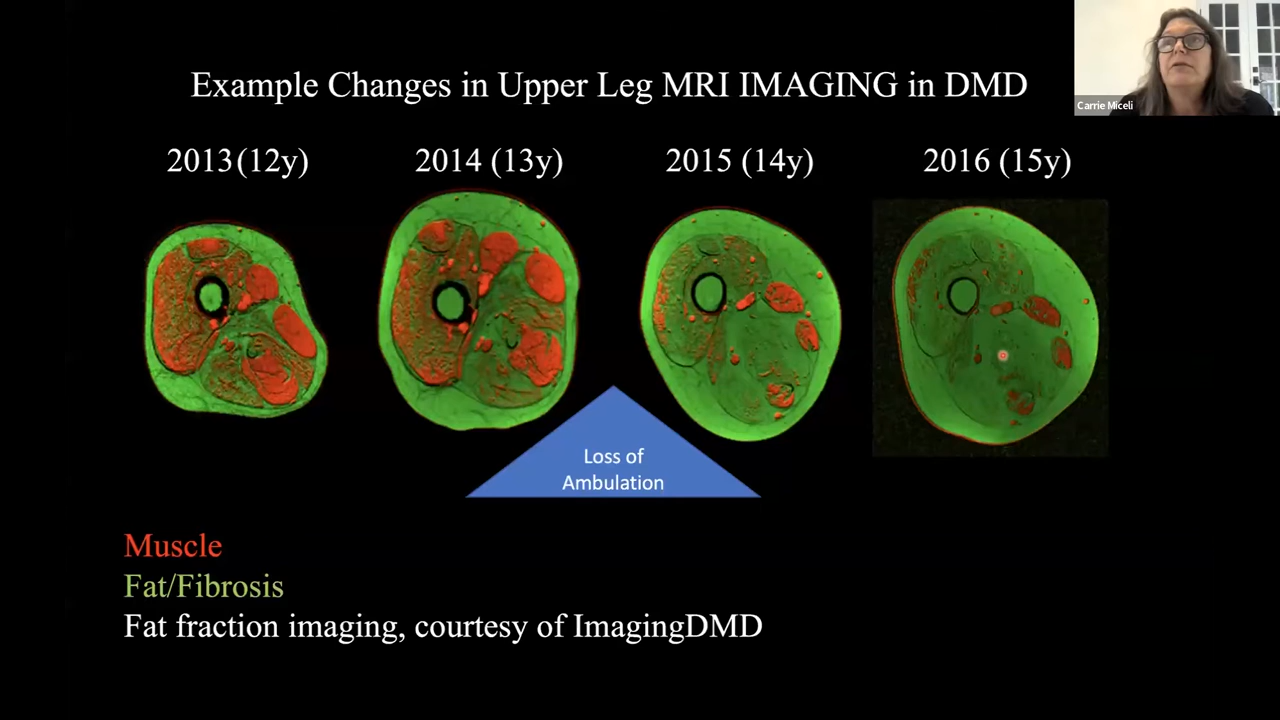 Example Changes in Upper Leg MRI IMAGING in DMD
Carrie Miceli
2013 (12y)
2014 (13y)
2015 (14y)
2016 (15y)
Loss of
Ambulation
Muscle
Fat/Fibrosis
Fat fraction imaging, courtesy of ImagingDMD